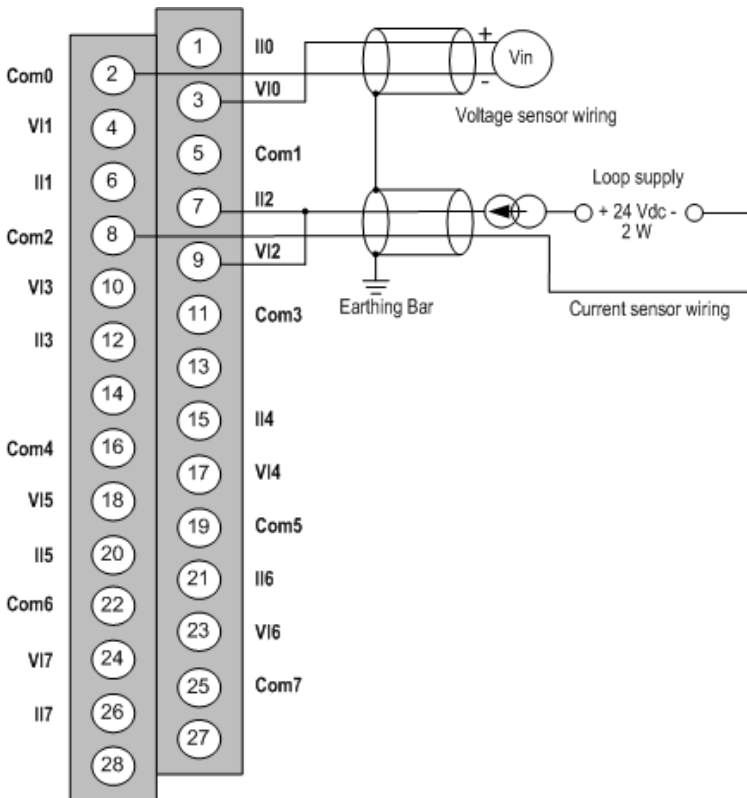 1 II0
Com0 2
3 VI0
VI1 4
5 Com1
II1 6
7 II2
Com2 8
9 VI2
VI3 10
11 Com3
II3 12
13
14
15 II4
Com4 16
17 VI4
VI5 18
19 Com5
II5 20
21 II6
Com6 22
23 VI6
VI7 24
25 Com7
II7 26
27
28
+
Vin
-
Voltage sensor wiring
Loop supply
+ 24 Vdc -
2 W
Earthing Bar
Current sensor wiring